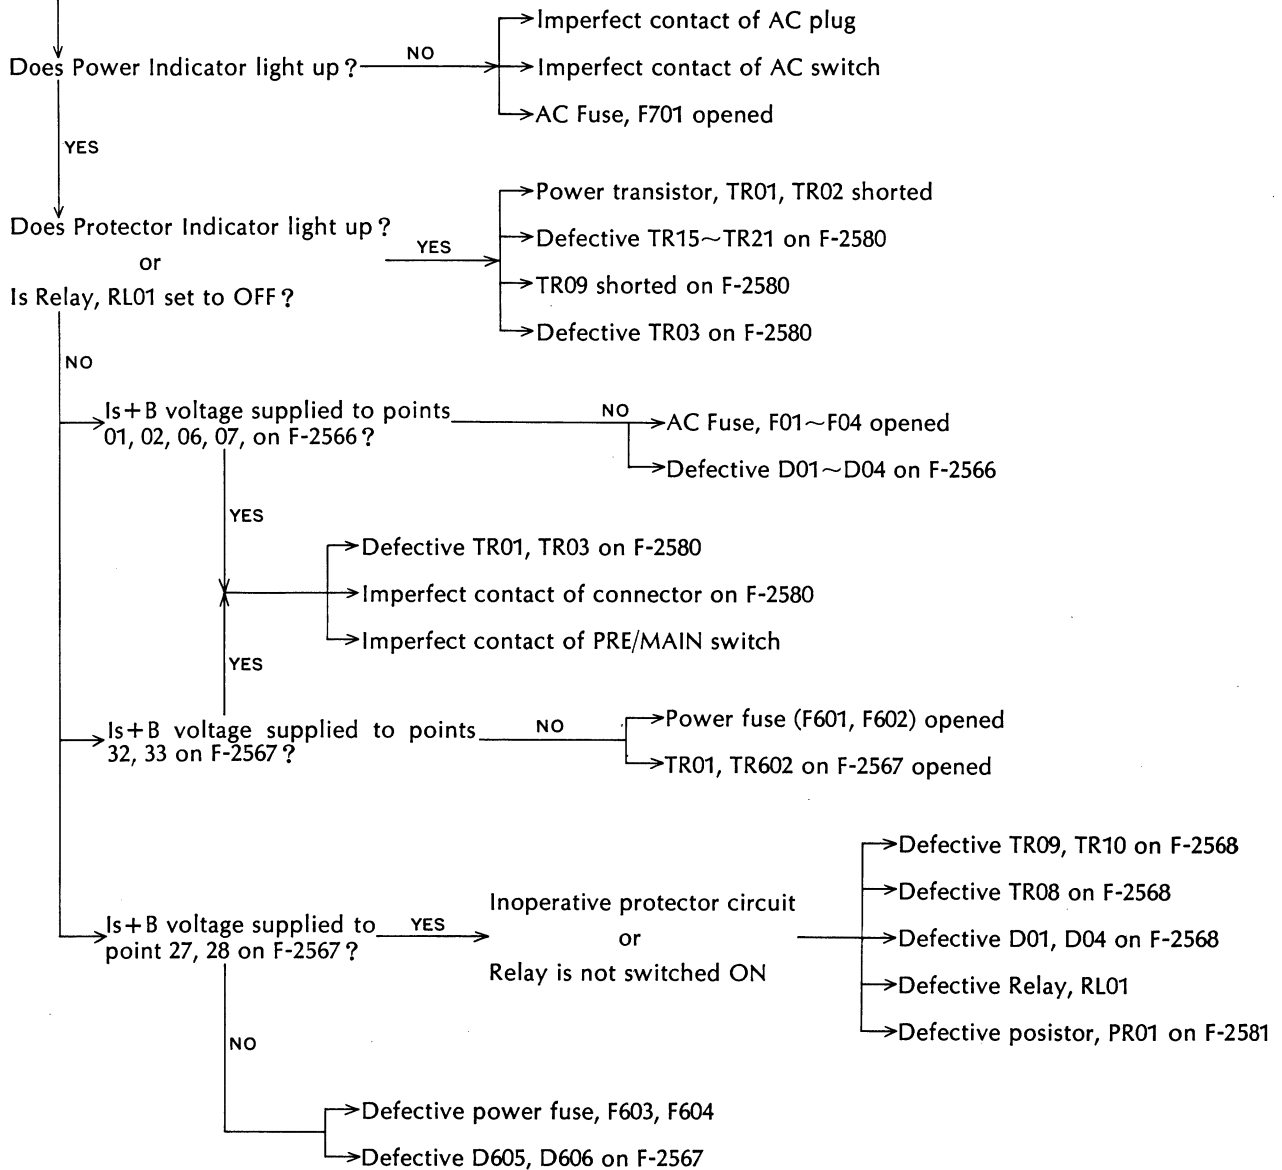 Imperfect contact of AC plug
Does Power Indicator light up?
NO
Imperfect contact of AC switch
AC Fuse, F701 opened
YES
Power transistor, TR01, TR02 shorted
Does Protector Indicator light up?
or
Is Relay, RL01 set to OFF?
YES
Defective TR15~TR21 on F-2580
TR09 shorted on F-2580
Defective TR03 on F-2580
NO
Is+B voltage supplied to points
01, 02, 06, 07, on F-2566?
NO
AC Fuse, F01~F04 opened
Defective D01~D04 on F-2566
YES
Defective TR01, TR03 on F-2580
Imperfect contact of connector on F-2580
Imperfect contact of PRE/MAIN switch
YES
Is+B voltage supplied to points
32, 33 on F-2567?
NO
Power fuse (F601, F602) opened
TR01, TR602 on F-2567 opened
Is+B voltage supplied to
point 27, 28 on F-2567?
YES
Inoperative protector circuit
or
Relay is not switched ON
Defective TR09, TR10 on F-2568
Defective TR08 on F-2568
Defective D01, D04 on F-2568
Defective Relay, RL01
Defective posistor, PR01 on F-2581
NO
Defective power fuse, F603, F604
Defective D605, D606 on F-2567